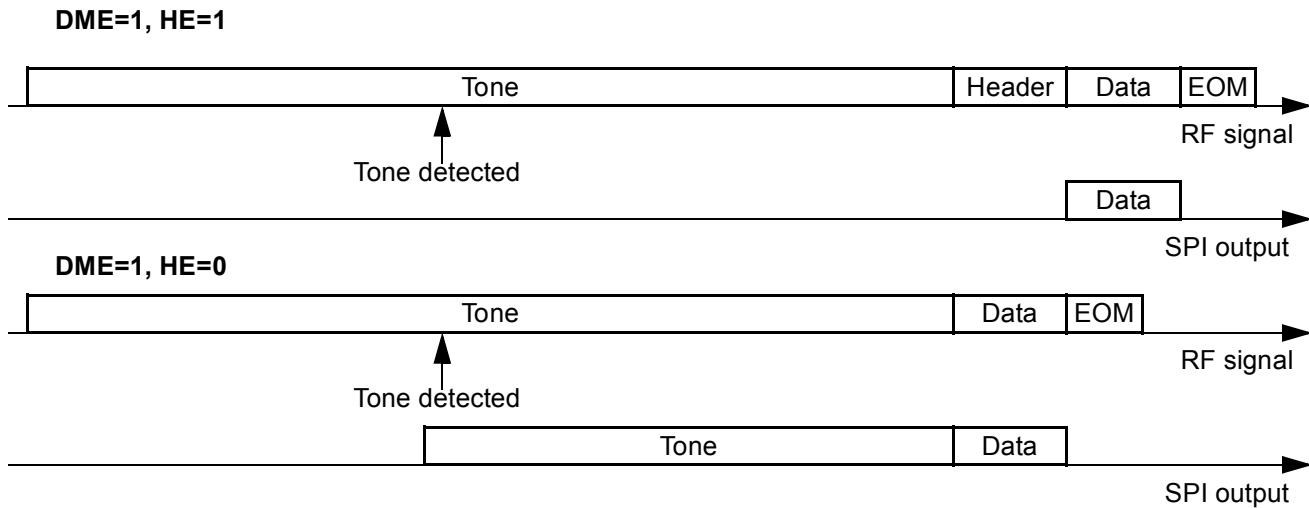 DME=1, HE=1
Tone Header Data EOM
RF signal
Tone detected
Data
SPI output
DME=1, HE=0
Tone Data EOM
RF signal
Tone detected
Tone Data
SPI output